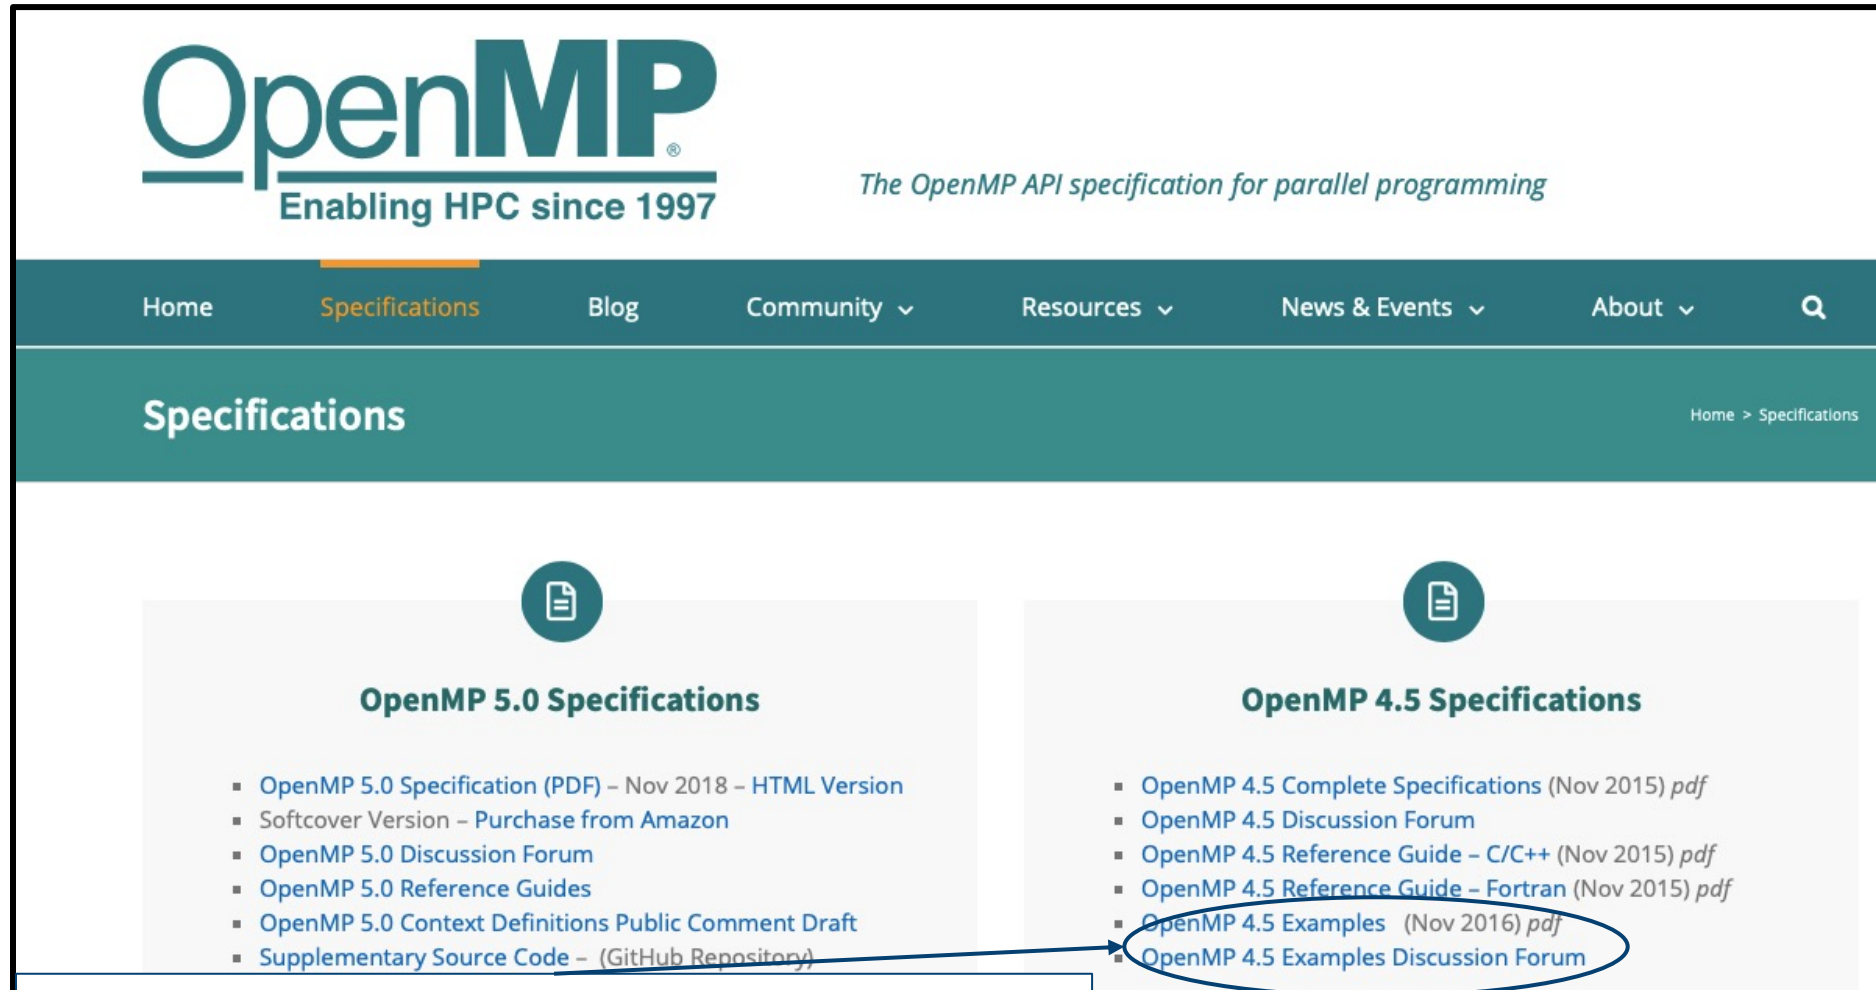 OpenMP®
Enabling HPC since 1997
The OpenMP API specification for parallel programming
Home Specifications Blog Community Resources News & Events About
Specifications
Home > Specifications
OpenMP 5.0 Specifications
OpenMP 5.0 Specification (PDF) – Nov 2018 – HTML Version
Softcover Version – Purchase from Amazon
OpenMP 5.0 Discussion Forum
OpenMP 5.0 Reference Guides
OpenMP 5.0 Context Definitions Public Comment Draft
Supplementary Source Code – (GitHub Repository)
OpenMP 4.5 Specifications
OpenMP 4.5 Complete Specifications (Nov 2015) pdf
OpenMP 4.5 Discussion Forum
OpenMP 4.5 Reference Guide – C/C++ (Nov 2015) pdf
OpenMP 4.5 Reference Guide – Fortran (Nov 2015) pdf
OpenMP 4.5 Examples (Nov 2016) pdf
OpenMP 4.5 Examples Discussion Forum